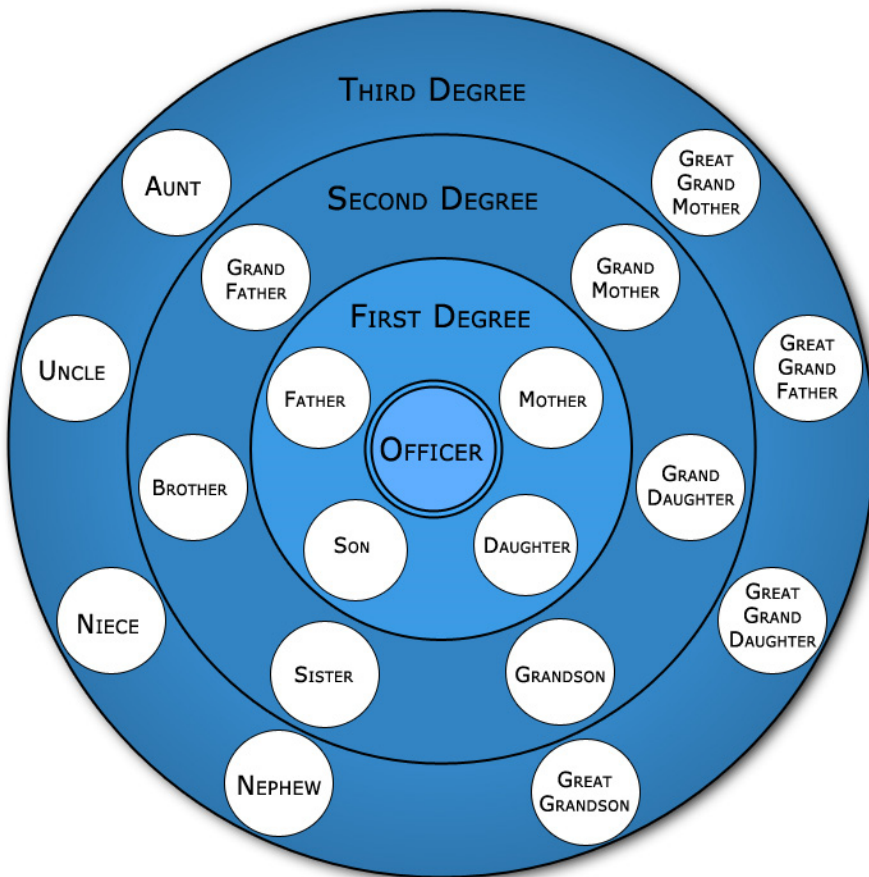 Third Degree
Aunt
Great
Grand
Mother
Second Degree
Grand
Father
Grand
Mother
First Degree
Uncle
Great
Grand
Father
Father
Mother
Officer
Brother
Grand
Daughter
Son
Daughter
Niece
Great
Grand
Daughter
Sister
Grandson
Nephew
Great
Grandson